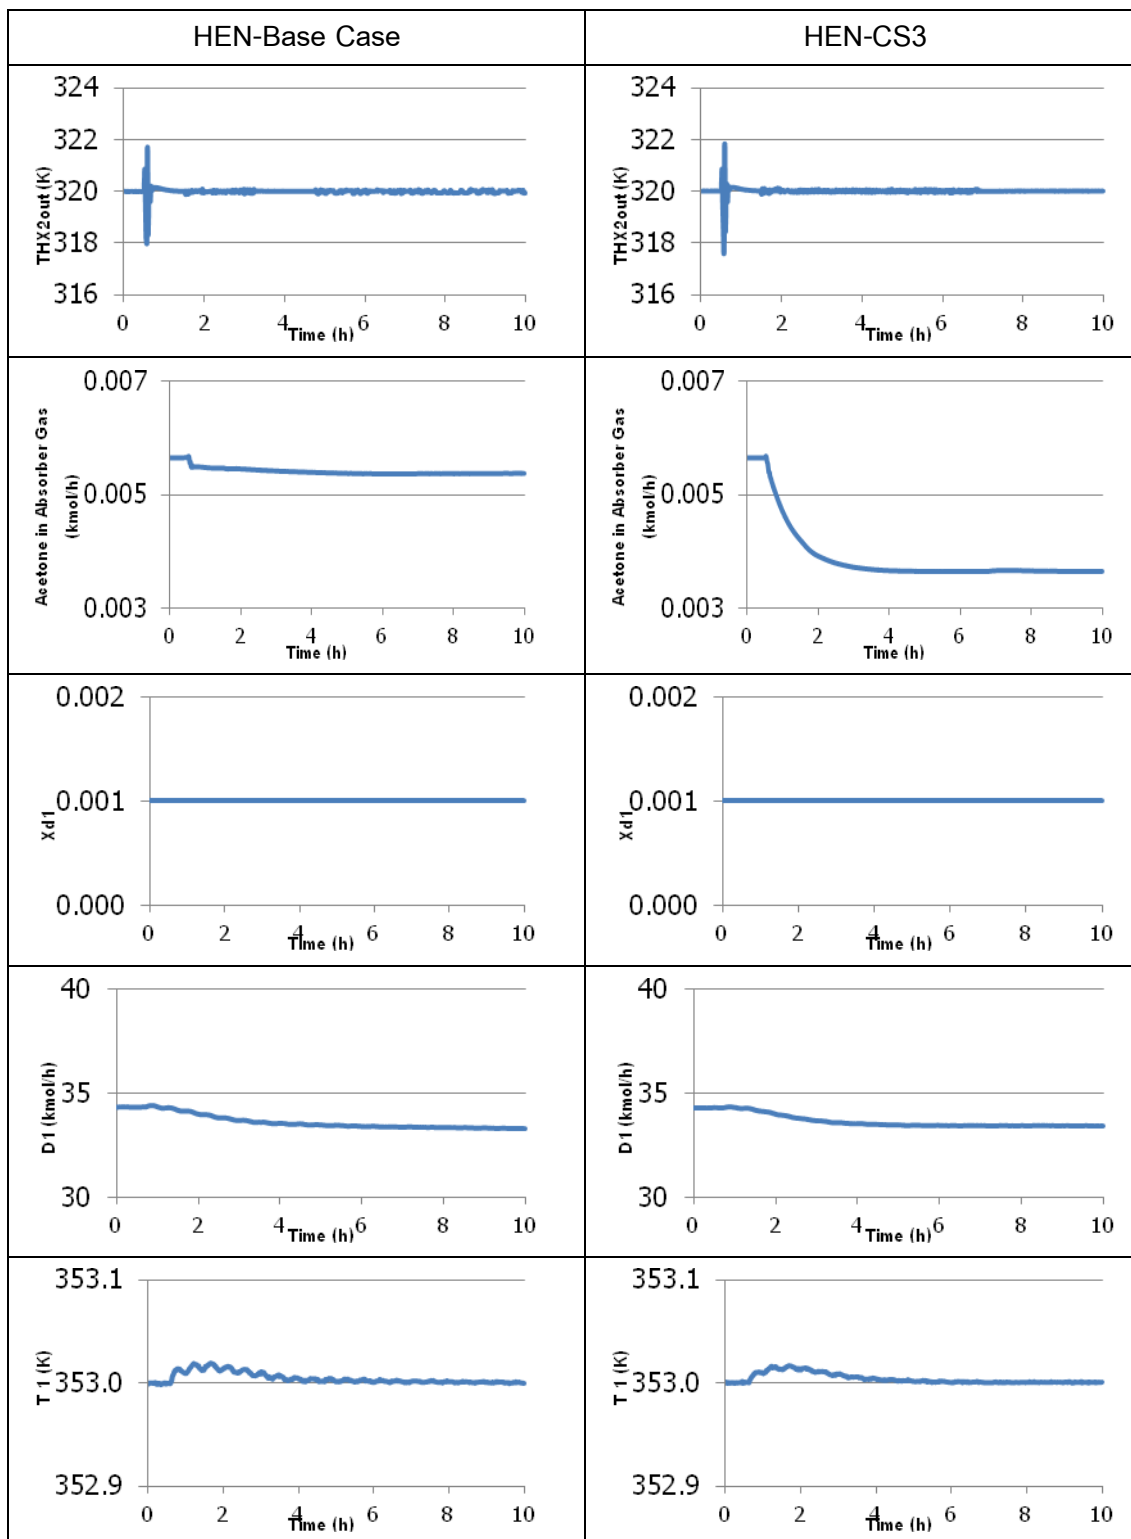 HEN-Base Case
HEN-CS3
324
322
320
318
316
THX2out (K)
0 2 4 6 8 10
Time (h)
324
322
320
318
316
THX2out (K)
0 2 4 6 8 10
Time (h)
0.007
0.005
0.003
Acetone in Absorber Gas
(kmol/h)
0 2 4 6 8 10
Time (h)
0.007
0.005
0.003
Acetone in Absorber Gas
(kmol/h)
0 2 4 6 8 10
Time (h)
0.002
0.001
0.000
Xd1
0 2 4 6 8 10
Time (h)
0.002
0.001
0.000
Xd1
0 2 4 6 8 10
Time (h)
40
35
30
D1 (kmol/h)
0 2 4 6 8 10
Time (h)
40
35
30
D1 (kmol/h)
0 2 4 6 8 10
Time (h)
353.1
353.0
352.9
T1 (K)
0 2 4 6 8 10
Time (h)
353.1
353.0
352.9
T1 (K)
0 2 4 6 8 10
Time (h)